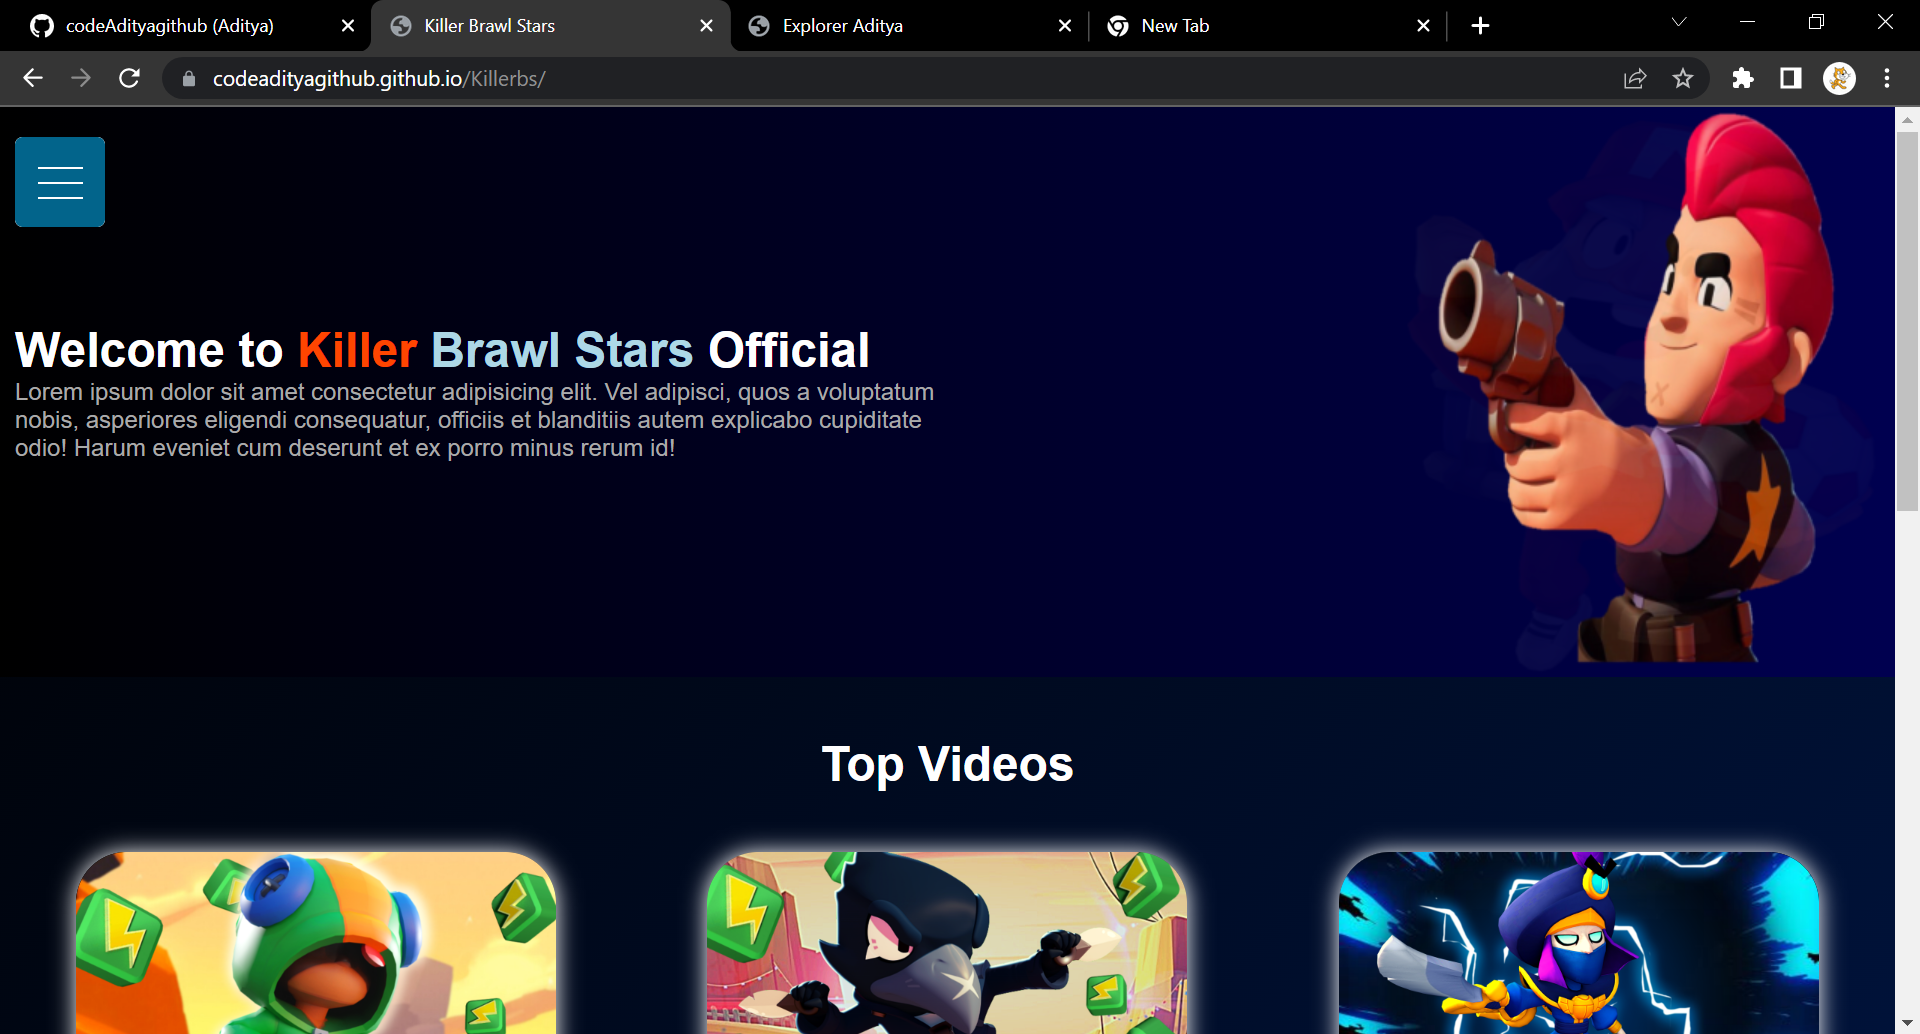 codeAdityagithub (Aditya)
Killer Brawl Stars
Explorer Aditya
New Tab
codeadityagithub.github.io/Killerbs/
Welcome to Killer Brawl Stars Official
Lorem ipsum dolor sit amet consectetur adipisicing elit. Vel adipisci, quos a voluptatum
nobis, asperiores eligendi consequatur, officiis et blanditiis autem explicabo cupiditate
odio! Harum eveniet cum deserunt et ex porro minus rerum id!
Top Videos